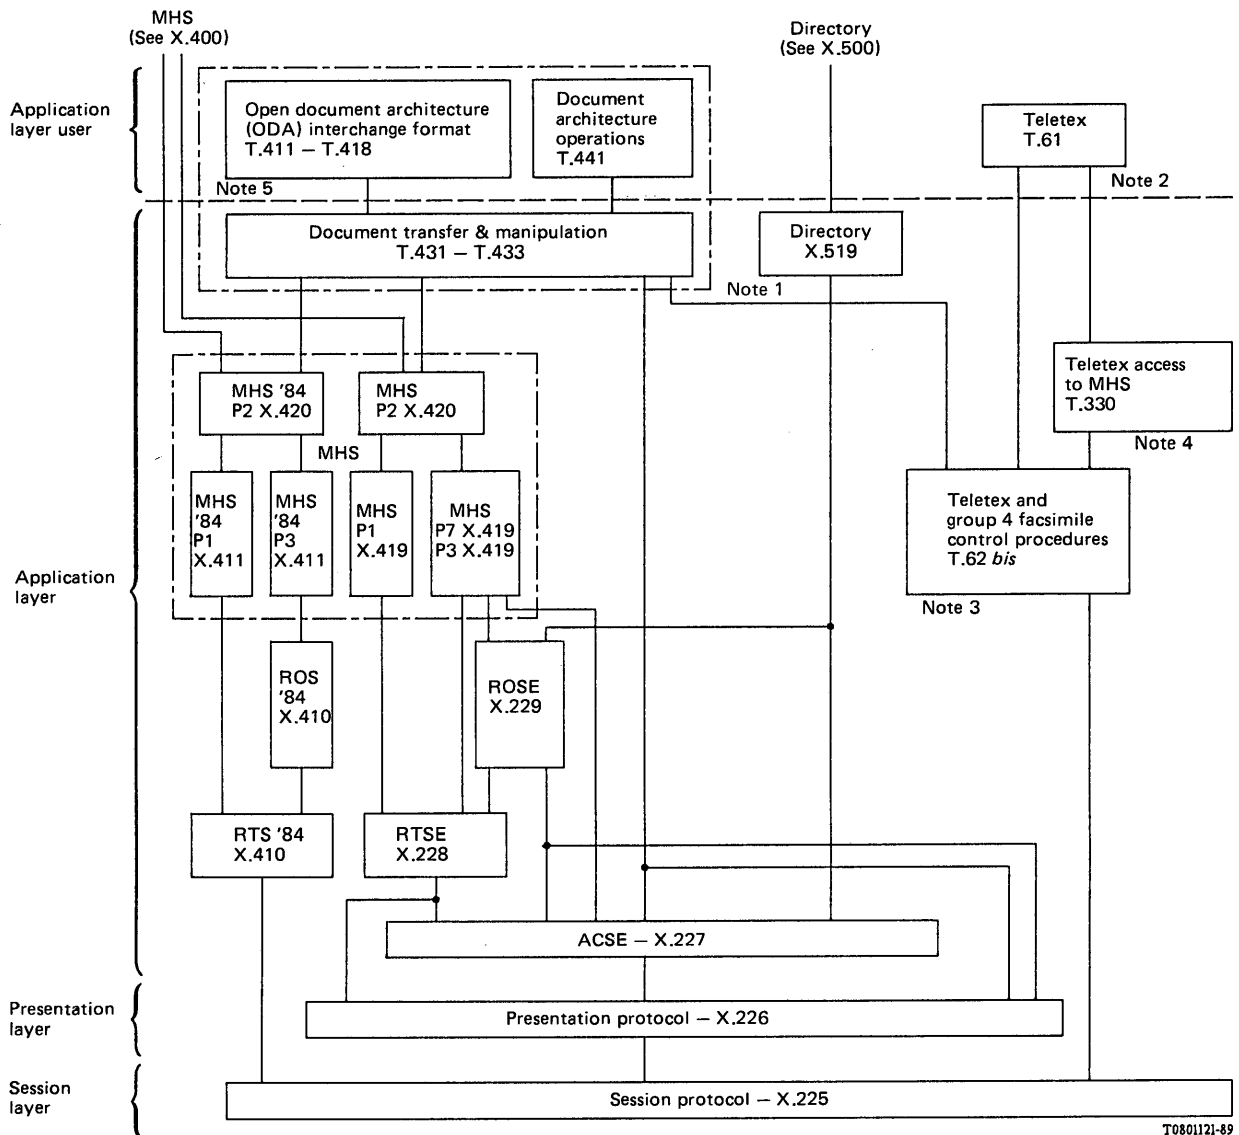 MHS
(See X.400)
Directory
(See X.500)
Application
layer user
Open document architecture
(ODA) interchange format
T.411 – T.418
Document
architecture
operations
T.441
Teletex
T.61
Note 5
Note 2
Document transfer & manipulation
T.431 – T.433
Directory
X.519
Note 1
Teletex access
to MHS
T.330
Note 4
MHS '84
P2 X.420
MHS
P2 X.420
MHS
MHS
'84
P1
X.411
MHS
'84
P3
X.411
MHS
P1
X.419
MHS
P7 X.419
P3 X.419
Teletex and
group 4 facsimile
control procedures
T.62 bis
Note 3
Application
layer
ROS
'84
X.410
ROSE
X.229
RTS '84
X.410
RTSE
X.228
ACSE – X.227
Presentation
layer
Presentation protocol – X.226
Session
layer
Session protocol – X.225
T0801121-89